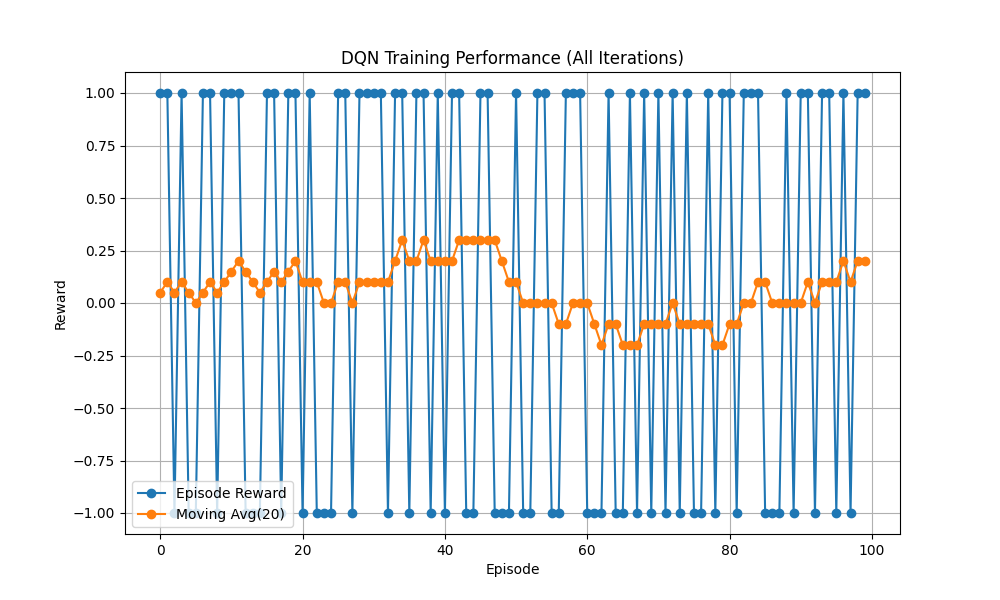 DQN Training Performance (All Iterations)
1.00
0.75
0.50
0.25
0.00
−0.25
−0.50
−0.75
−1.00
Reward
Episode Reward
Moving Avg(20)
0 20 40 60 80 100
Episode